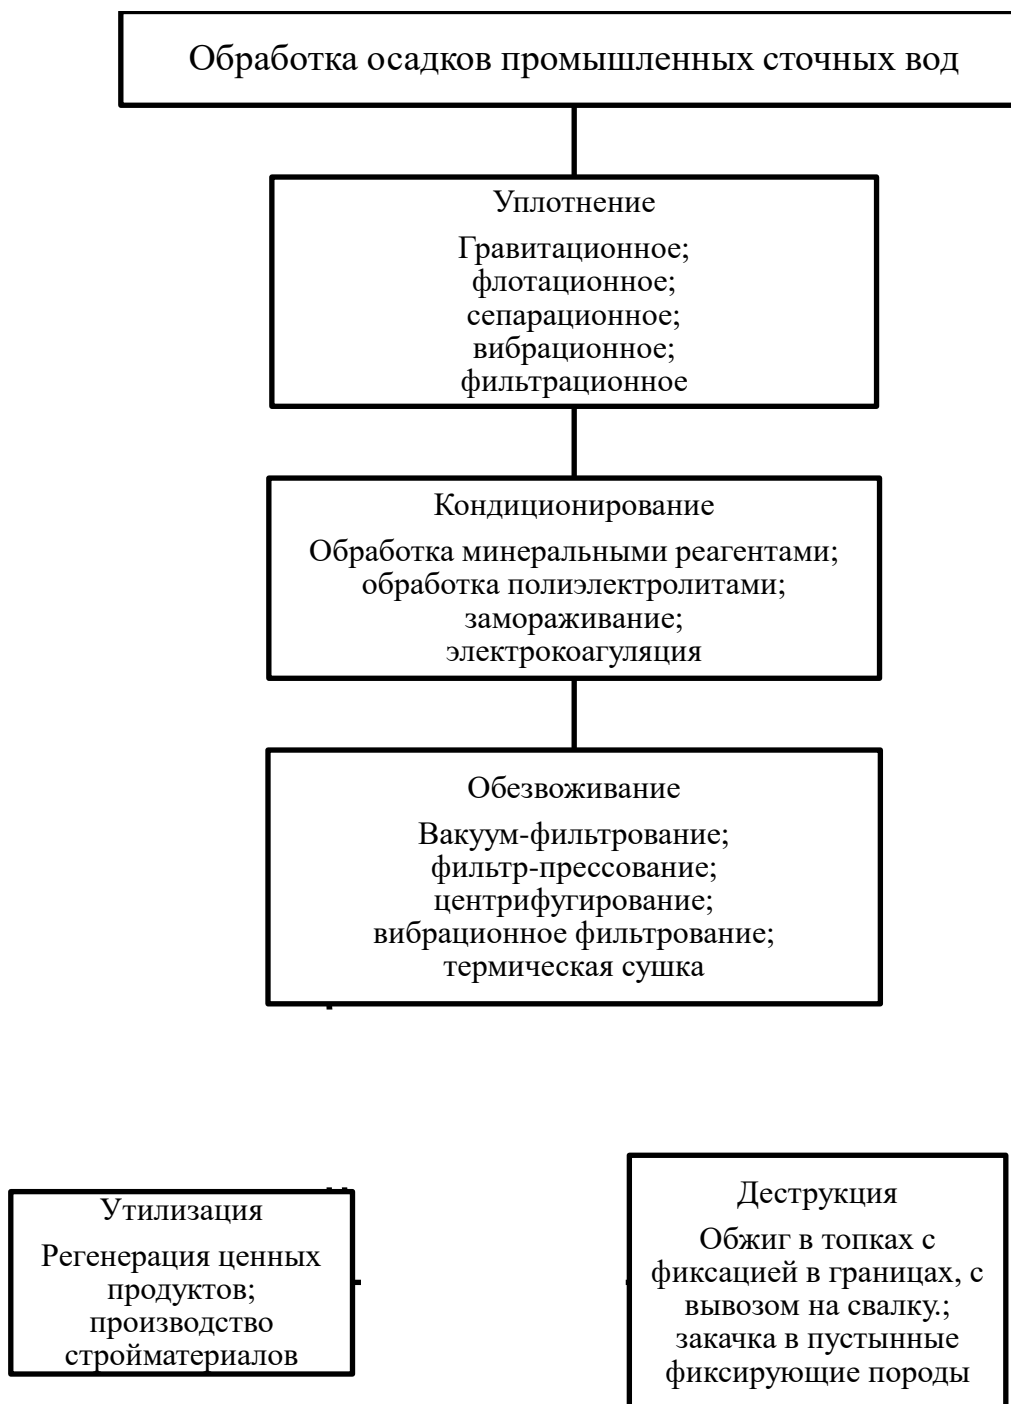 Обработка осадков промышленных сточных вод
Уплотнение
Гравитационное;
флотационное;
сепарационное;
вибрационное;
фильтрационное
Кондиционирование
Обработка минеральными реагентами;
обработка полиэлектролитами;
замораживание;
электрокоагуляция
Обезвоживание
Вакуум-фильтрование;
фильтр-прессование;
центрифугирование;
вибрационное фильтрование;
термическая сушка
Утилизация
Регенерация ценных
продуктов;
производство
стройматериалов
Деструкция
Обжиг в топках с
фиксацией в границах, с
вывозом на свалку.;
закачка в пустынные
фиксирующие породы